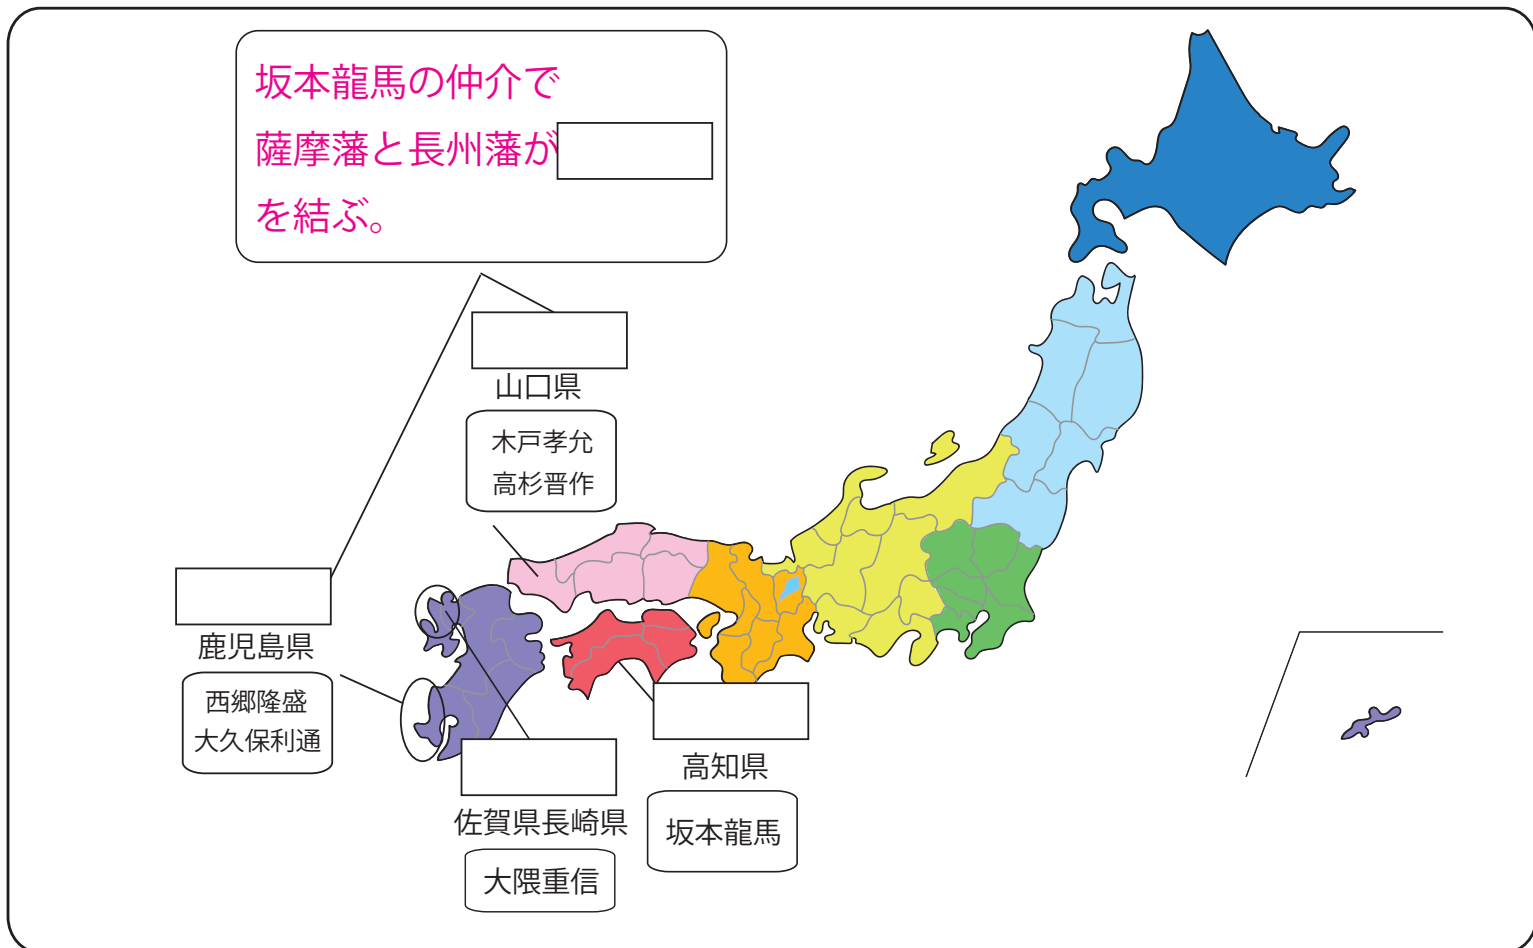 坂本龍馬の仲介で
薩摩藩と長州藩が
を結ぶ。
山口県
木戸孝允
高杉晋作
鹿児島県
西郷隆盛
大久保利通
佐賀県長崎県
大隈重信
高知県
坂本龍馬